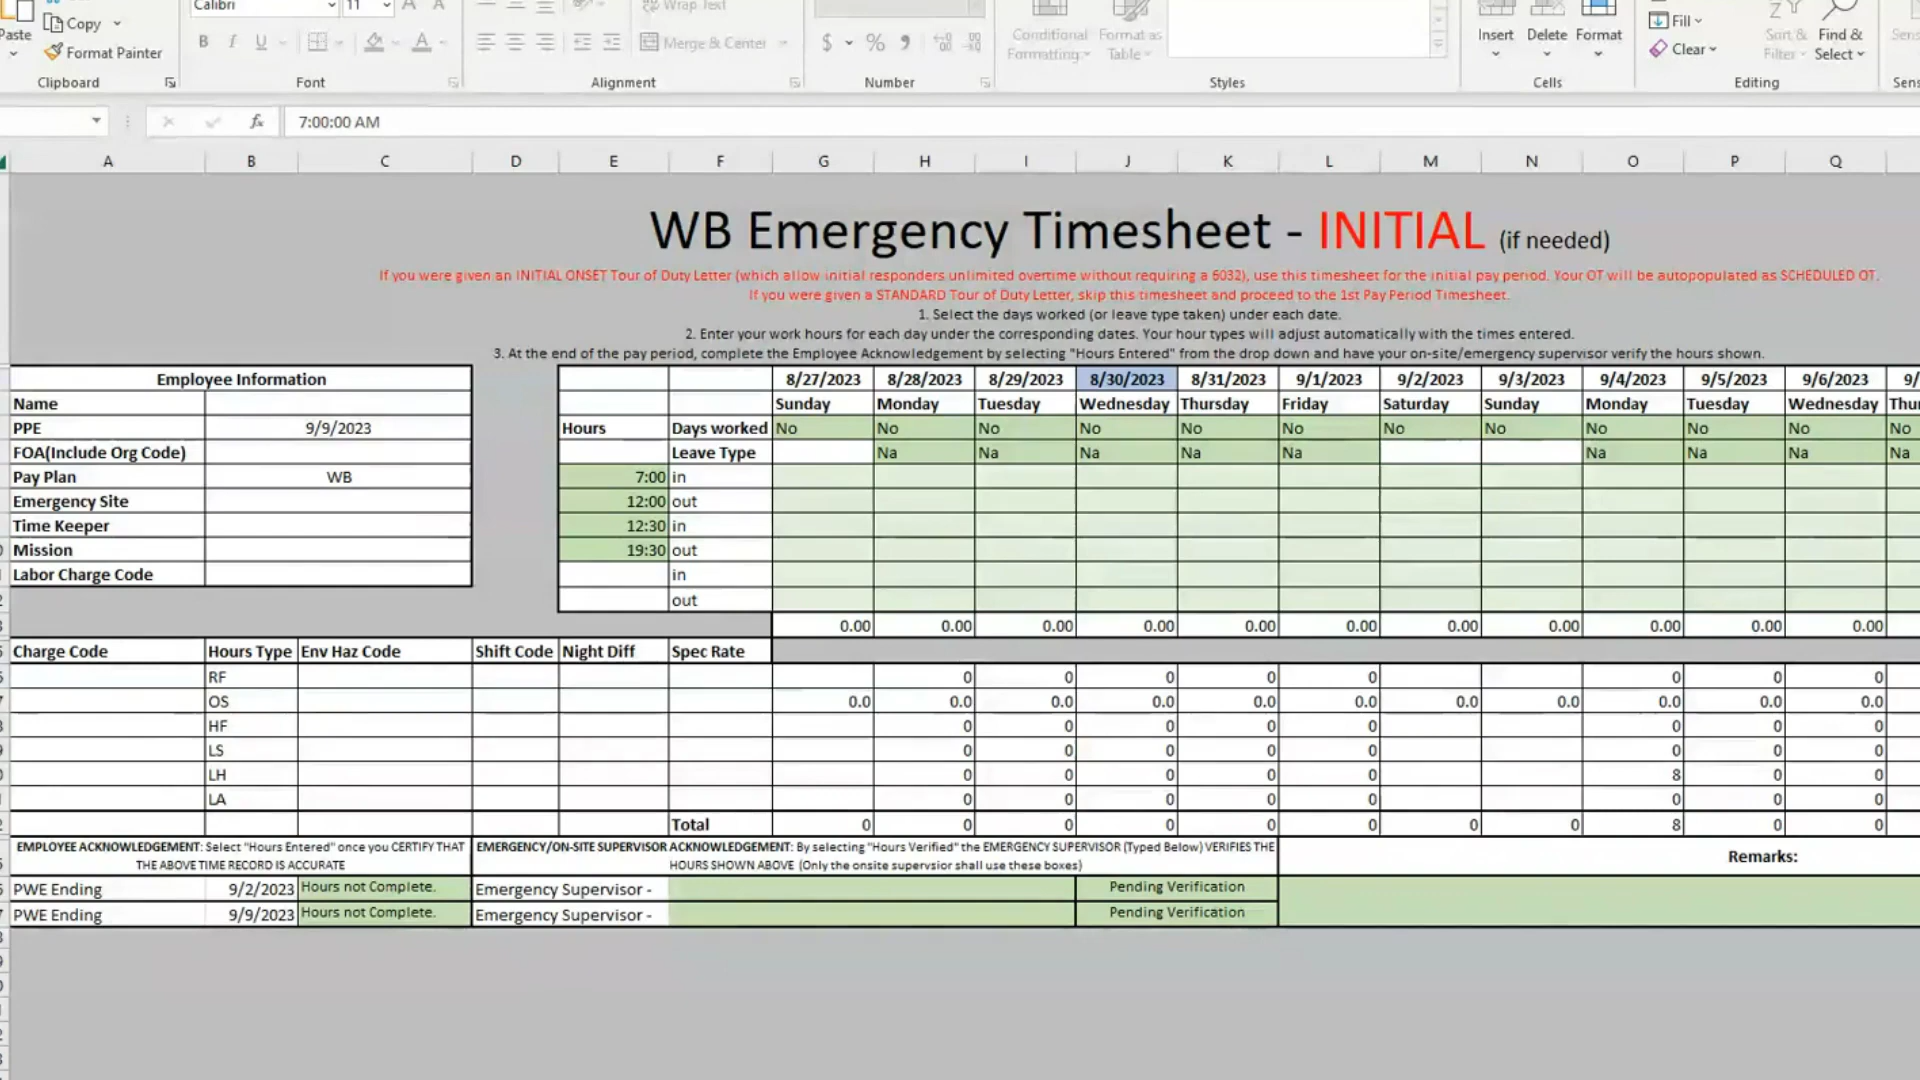 Calibri 11 Wrap Text
Copy
Paste Format Painter B I U Merge & Center $ % Conditional Formatting Format as Table Insert Delete Format Fill Clear Sort & Filter Find & Select
Clipboard Font Alignment Number Styles Cells Editing
fx 7:00:00 AM
A B C D E F G H I J K L M N O P Q
WB Emergency Timesheet - INITIAL (if needed)
If you were given an INITIAL ONSET Tour of Duty Letter (which allow initial responders unlimited overtime without requiring a 6032), use this timesheet for the initial pay period. Your OT will be autopopulated as SCHEDULED OT.
If you were given a STANDARD Tour of Duty Letter, skip this timesheet and proceed to the 1st Pay Period Timesheet.
1. Select the days worked (or leave type taken) under each date.
2. Enter your work hours for each day under the corresponding dates. Your hour types will adjust automatically with the times entered.
3. At the end of the pay period, complete the Employee Acknowledgement by selecting "Hours Entered" from the drop down and have your on-site/emergency supervisor verify the hours shown.
Employee Information 8/27/2023 8/28/2023 8/29/2023 8/30/2023 8/31/2023 9/1/2023 9/2/2023 9/3/2023 9/4/2023 9/5/2023 9/6/2023 9/
Name Sunday Monday Tuesday Wednesday Thursday Friday Saturday Sunday Monday Tuesday Wednesday Thu
PPE 9/9/2023 Hours Days worked No No No No No No No No No No No No
FOA(Include Org Code) Leave Type Na Na Na Na Na Na Na Na Na
Pay Plan WB 7:00 in
Emergency Site 12:00 out
Time Keeper 12:30 in
Mission 19:30 out
Labor Charge Code in
out
0.00 0.00 0.00 0.00 0.00 0.00 0.00 0.00 0.00 0.00 0.00
Charge Code Hours Type Env Haz Code Shift Code Night Diff Spec Rate
RF 0 0 0 0 0 0 0 0
OS 0.0 0.0 0.0 0.0 0.0 0.0 0.0 0.0 0.0 0.0 0.0
HF 0 0 0 0 0 0 0 0
LS 0 0 0 0 0 0 0 0
LH 0 0 0 0 0 8 0 0
LA 0 0 0 0 0 0 0 0
Total 0 0 0 0 0 0 0 0 8 0 0
EMPLOYEE ACKNOWLEDGEMENT: Select "Hours Entered" once you CERTIFY THAT THE ABOVE TIME RECORD IS ACCURATE
EMERGENCY/ON-SITE SUPERVISOR ACKNOWLEDGEMENT: By selecting "Hours Verified" the EMERGENCY SUPERVISOR (Typed Below) VERIFIES THE HOURS SHOWN ABOVE (Only the onsite supervsior shall use these boxes)
Remarks:
PWE Ending 9/2/2023 Hours not Complete. Emergency Supervisor - Pending Verification
PWE Ending 9/9/2023 Hours not Complete. Emergency Supervisor - Pending Verification